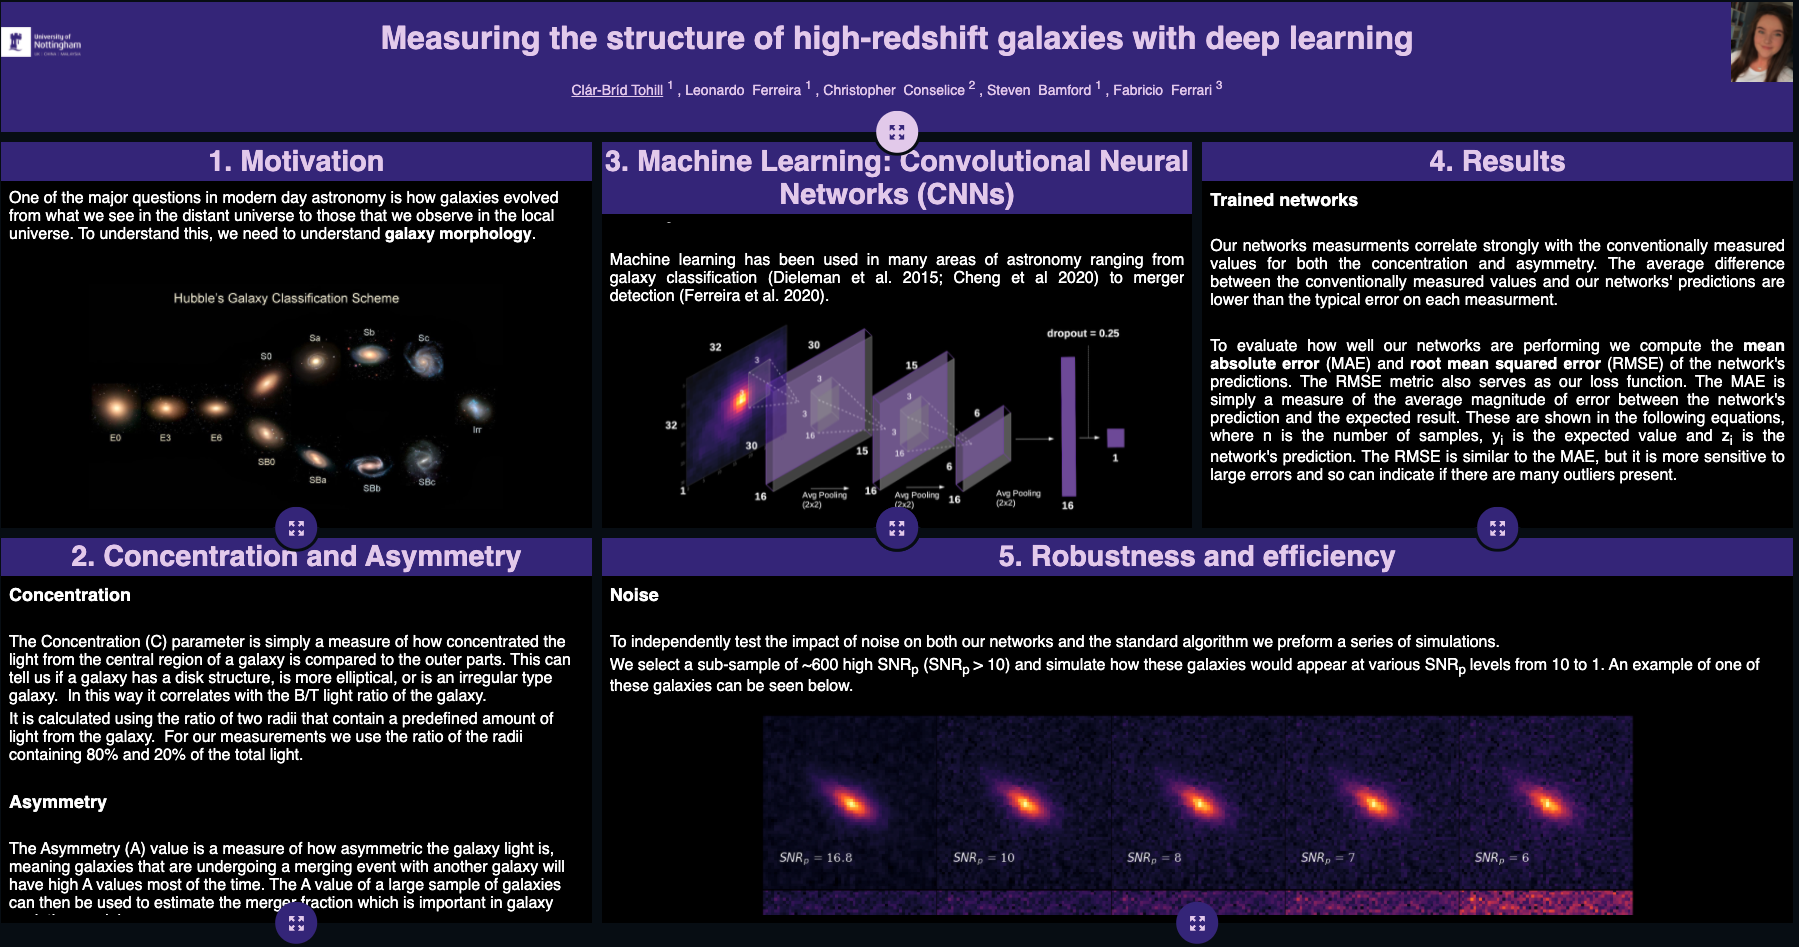 University of
Nottingham
UK | CHINA | MALAYSIA
Measuring the structure of high-redshift galaxies with deep learning
Clár-Bríd Tohill 1 , Leonardo Ferreira 1 , Christopher Conselice 2 , Steven Bamford 1 , Fabricio Ferrari 3
1. Motivation
One of the major questions in modern day astronomy is how galaxies evolved
from what we see in the distant universe to those that we observe in the local
universe. To understand this, we need to understand galaxy morphology.
Hubble's Galaxy Classification Scheme
E0
E3
E6
S0
Sa
Sb
Sc
SB0
SBa
SBb
SBc
Irr
2. Concentration and Asymmetry
Concentration
The Concentration (C) parameter is simply a measure of how concentrated the
light from the central region of a galaxy is compared to the outer parts. This can
tell us if a galaxy has a disk structure, is more elliptical, or is an irregular type
galaxy. In this way it correlates with the B/T light ratio of the galaxy.
It is calculated using the ratio of two radii that contain a predefined amount of
light from the galaxy. For our measurements we use the ratio of the radii
containing 80% and 20% of the total light.
Asymmetry
The Asymmetry (A) value is a measure of how asymmetric the galaxy light is,
meaning galaxies that are undergoing a merging event with another galaxy will
have high A values most of the time. The A value of a large sample of galaxies
can then be used to estimate the merger fraction which is important in galaxy
3. Machine Learning: Convolutional Neural
Networks (CNNs)
Machine learning has been used in many areas of astronomy ranging from
galaxy classification (Dieleman et al. 2015; Cheng et al 2020) to merger
detection (Ferreira et al. 2020).
32
32
1
3
3
30
30
16
3
3
16
15
15
16
3
3
16
6
6
16
Avg Pooling
(2x2)
Avg Pooling
(2x2)
Avg Pooling
(2x2)
dropout = 0.25
16
1
4. Results
Trained networks
Our networks measurments correlate strongly with the conventionally measured
values for both the concentration and asymmetry. The average difference
between the conventionally measured values and our networks' predictions are
lower than the typical error on each measurment.
To evaluate how well our networks are performing we compute the mean
absolute error (MAE) and root mean squared error (RMSE) of the network's
predictions. The RMSE metric also serves as our loss function. The MAE is
simply a measure of the average magnitude of error between the network's
prediction and the expected result. These are shown in the following equations,
where n is the number of samples, yi is the expected value and zi is the
network's prediction. The RMSE is similar to the MAE, but it is more sensitive to
large errors and so can indicate if there are many outliers present.
5. Robustness and efficiency
Noise
To independently test the impact of noise on both our networks and the standard algorithm we preform a series of simulations.
We select a sub-sample of ~600 high SNRp (SNRp > 10) and simulate how these galaxies would appear at various SNRp levels from 10 to 1. An example of one of
these galaxies can be seen below.
SNRp = 16.8
SNRp = 10
SNRp = 8
SNRp = 7
SNRp = 6